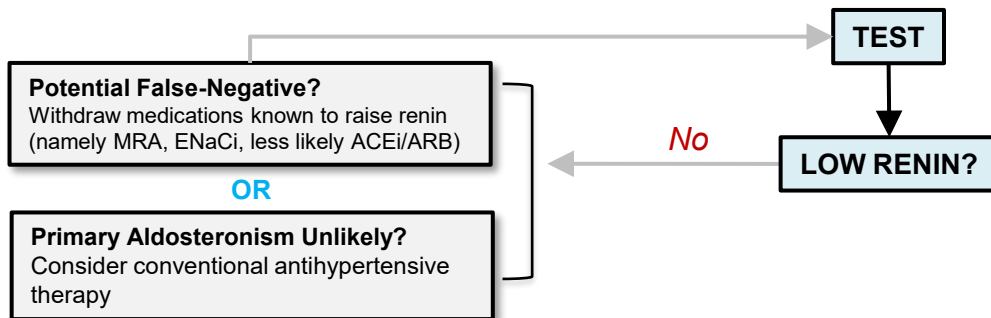 TEST
Potential False-Negative?
Withdraw medications known to raise renin
(namely MRA, ENaCi, less likely ACEi/ARB)
No
LOW RENIN?
OR
Primary Aldosteronism Unlikely?
Consider conventional antihypertensive
therapy